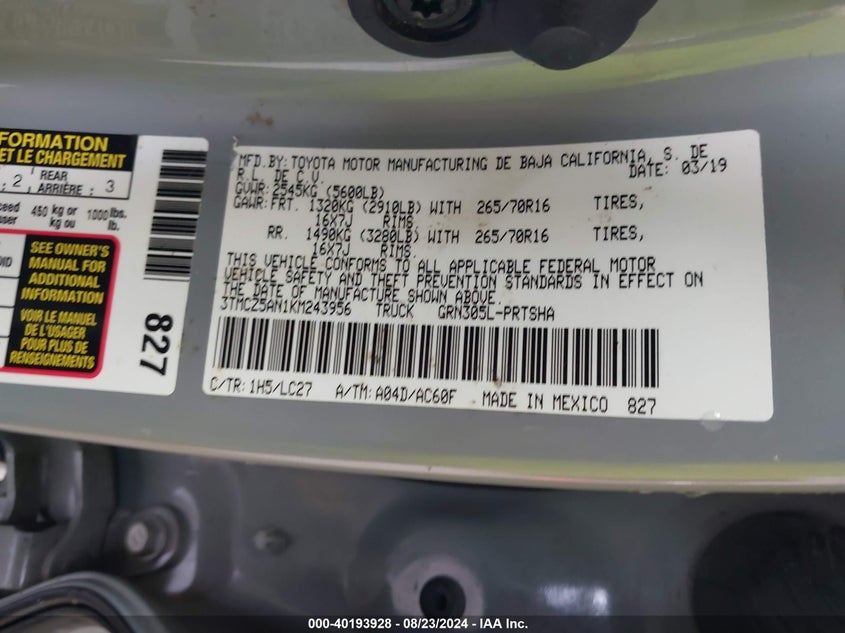 FORMATION
ET LE CHARGEMENT
: 2 REAR ARRIÈRE : 3
450 kg or 1000 lbs.
kg ou lb.
SEE OWNER'S
MANUAL FOR
ADDITIONAL
INFORMATION
VOIR LE MANUEL
DE L'USAGER
POUR PLUS DE
RENSEIGNEMENTS
827
MFD.BY: TOYOTA MOTOR MANUFACTURING DE BAJA CALIFORNIA, S. DE
R.L. DE C.V. DATE: 03/19
GVWR: 2545KG (5600LB)
GAWR: FRT. 1320KG (2910LB) WITH 265/70R16 TIRES,
16X7J RIMS
RR. 1490KG (3280LB) WITH 265/70R16 TIRES,
16X7J RIMS
THIS VEHICLE CONFORMS TO ALL APPLICABLE FEDERAL MOTOR
VEHICLE SAFETY AND THEFT PREVENTION STANDARDS IN EFFECT ON
THE DATE OF MANUFACTURE SHOWN ABOVE.
3TMCZ5AN1KM243956 TRUCK GRN305L-PRTSHA
C/TR: 1H5/LC27 A/TM: A04D/AC60F MADE IN MEXICO 827
000-40193928 - 08/23/2024 - IAA, Inc.